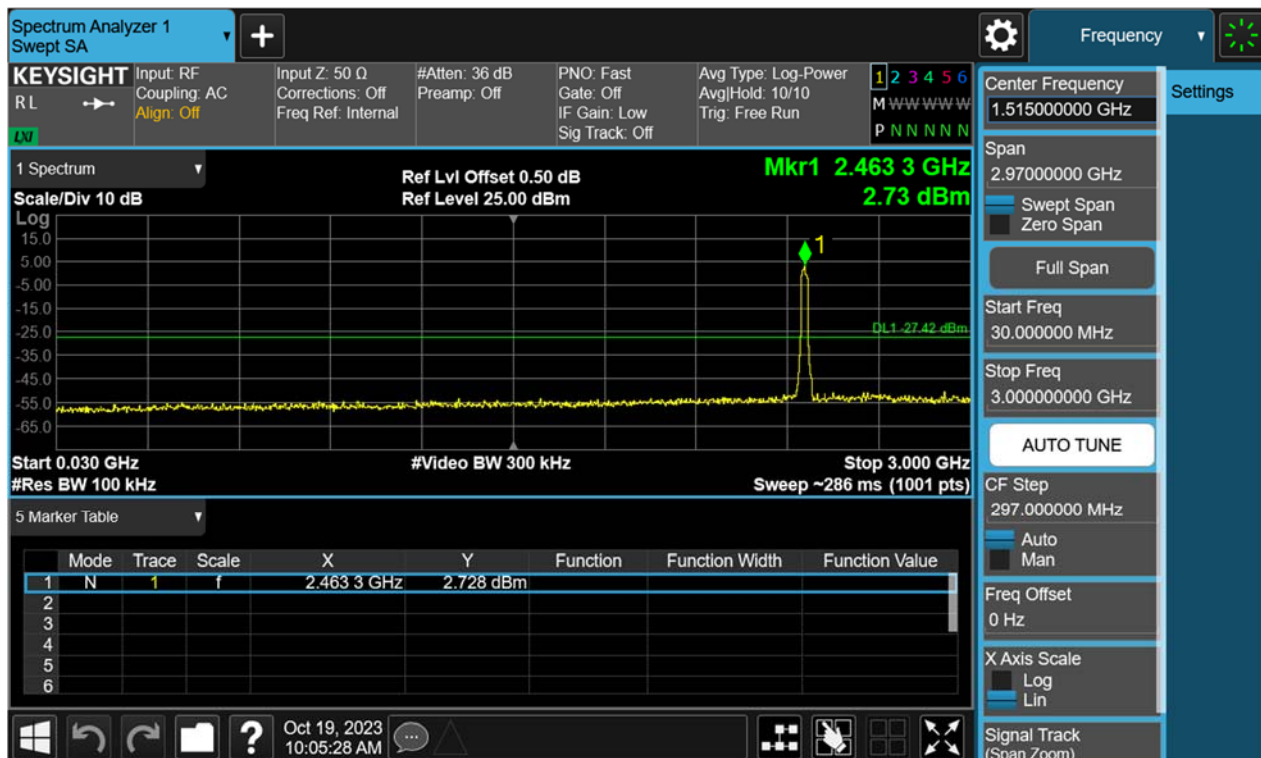 Spectrum Analyzer 1
Swept SA
Frequency
KEYSIGHT
RL
LXI
Input: RF
Coupling: AC
Align: Off
Input Z: 50 Ω
Corrections: Off
Freq Ref: Internal
#Atten: 36 dB
Preamp: Off
PNO: Fast
Gate: Off
IF Gain: Low
Sig Track: Off
Avg Type: Log-Power
Avg|Hold: 10/10
Trig: Free Run
1 2 3 4 5 6
M W W W W W
P N N N N N
1 Spectrum
Scale/Div 10 dB
Ref Lvl Offset 0.50 dB
Ref Level 25.00 dBm
Mkr1 2.463 3 GHz
2.73 dBm
Log
15.0
5.00
-5.00
-15.0
-25.0
-35.0
-45.0
-55.0
-65.0
1
DL1 -27.42 dBm
Start 0.030 GHz
#Video BW 300 kHz
Stop 3.000 GHz
#Res BW 100 kHz
Sweep ~286 ms (1001 pts)
5 Marker Table
Mode Trace Scale X Y Function Function Width Function Value
1 N 1 f 2.463 3 GHz 2.728 dBm
2
3
4
5
6
Oct 19, 2023
10:05:28 AM
Center Frequency
1.515000000 GHz
Span
2.97000000 GHz
Swept Span
Zero Span
Full Span
Start Freq
30.000000 MHz
Stop Freq
3.000000000 GHz
AUTO TUNE
CF Step
297.000000 MHz
Auto
Man
Freq Offset
0 Hz
X Axis Scale
Log
Lin
Signal Track
(Span Zoom)
Settings